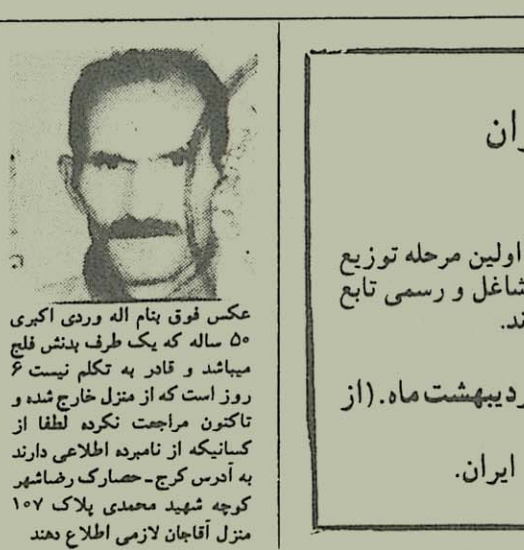 ران
اولین مرحله توزیع
شاغل و رسمی تابع
ند.
ردیبهشت ماه. (از
ایران.
عکس فوق بنام اله وردی اکبری
۵۰ ساله که یک طرف بدنش فلج
میباشد و قادر به تکلم نیست ۶
روز است که از منزل خارج شده و
تاکنون مراجعت نکرده لطفا از
کسانیکه از نامبرده اطلاعی دارند
به آدرس کرج ـ حصارک رضاشهر
کوچه شهید محمدی پلاک ۱۰۷
منزل آقاجان لازمی اطلاع دهند